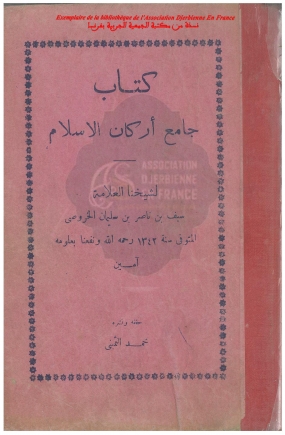 Exemplaire de la bibliothèque de l'Association Djerbienne En France
نسخة من مكتبة الجمعية الجربية بفرنسا
كتاب
جامع أركان الاسلام
ASSOCIATION
DJERBIENNE
FRANCE
لشيخنا العلامة
سيف بن ناصر بن سليمان الخروصي
المتوفى سنة ١٣٤٢ رحمه الله ونفعنا بعلومه
آمين
حققه ونشره
محمد الثميني